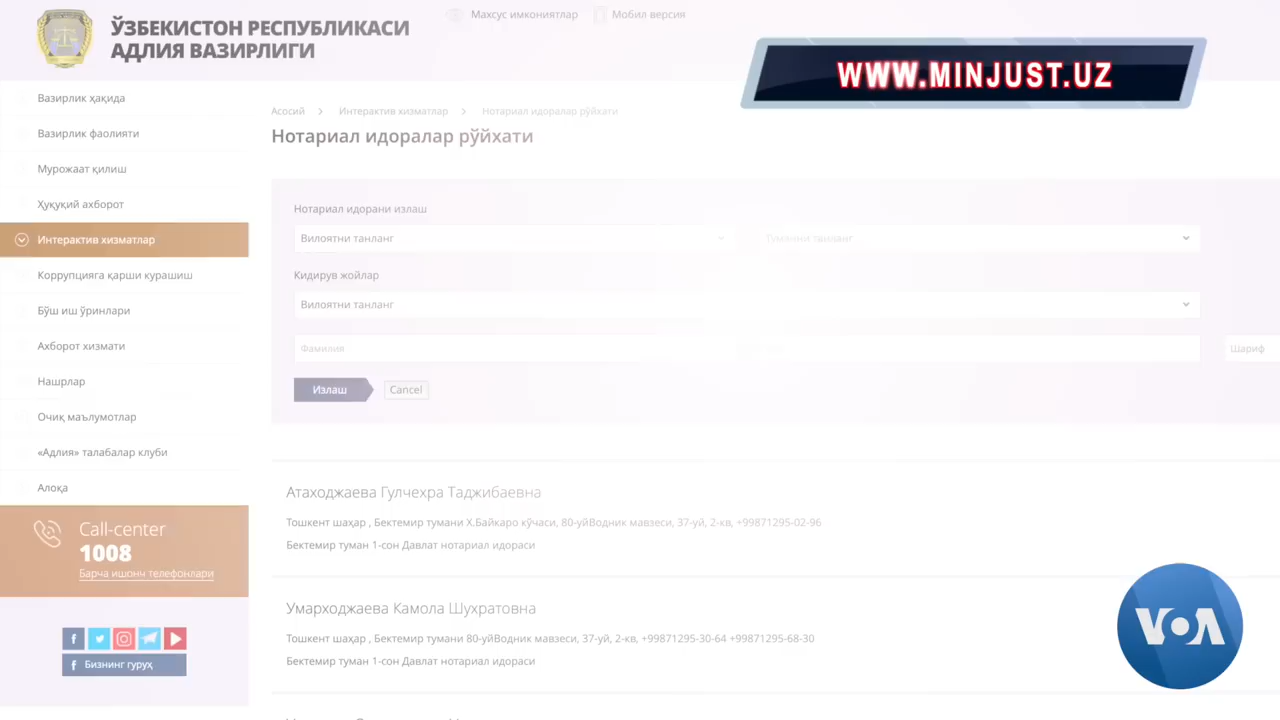 ЎЗБЕКИСТОН РЕСПУБЛИКАСИ
АДЛИЯ ВАЗИРЛИГИ
Махсус имкониятлар
Мобил версия
WWW.MINJUST.UZ
Вазирлик ҳақида
Вазирлик фаолияти
Мурожаат қилиш
Ҳуқуқий ахборот
Интерактив хизматлар
Коррупцияга қарши курашиш
Бўш иш ўринлари
Ахборот хизмати
Нашрлар
Очиқ маълумотлар
«Адлия» талабалар клуби
Алоқа
Call-center
1008
Барча ишонч телефонлари
Бизнинг гуруҳ
Асосий > Интерактив хизматлар > Нотариал идоралар рўйхати
Нотариал идоралар рўйхати
Нотариал идорани излаш
Вилоятни танланг
Туманни танланг
Кидирув жойлар
Вилоятни танланг
Фамилия
Шариф
Излаш
Cancel
Атаходжаева Гулчехра Таджибаевна
Тошкент шаҳар , Бектемир тумани Х.Байкаро кўчаси, 80-уйВодник мавзеси, 37-уй, 2-кв, +99871295-02-96
Бектемир туман 1-сон Давлат нотариал идораси
Умарходжаева Камола Шухратовна
Тошкент шаҳар , Бектемир тумани 80-уйВодник мавзеси, 37-уй, 2-кв, +99871295-30-64 +99871295-68-30
Бектемир туман 1-сон Давлат нотариал идораси
VOA